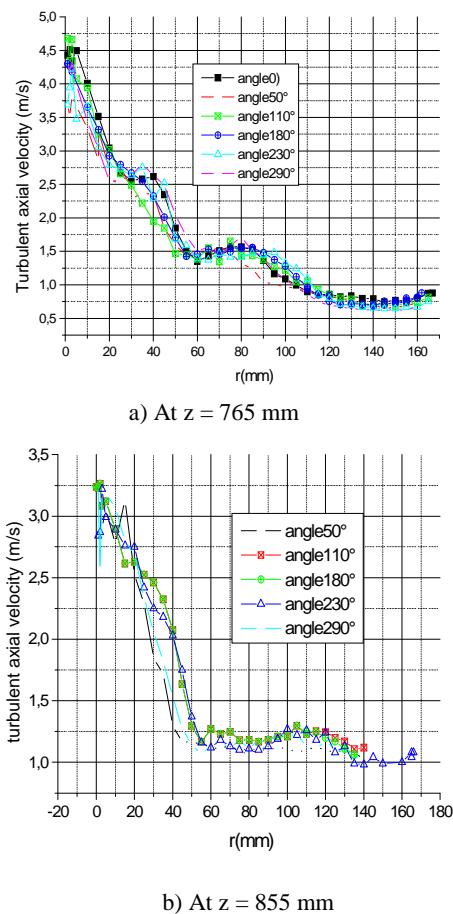 5,0
4,5
4,0
3,5
3,0
2,5
2,0
1,5
1,0
0,5
Turbulent axial velocity (m/s)
angle0)
angle50°
angle110°
angle180°
angle230°
angle290°
0 20 40 60 80 100 120 140 160
r(mm)
a) At z = 765 mm
3,5
3,0
2,5
2,0
1,5
1,0
turbulent axial velocity (m/s)
angle50°
angle110°
angle180°
angle230°
angle290°
-20 0 20 40 60 80 100 120 140 160 180
r(mm)
b) At z = 855 mm